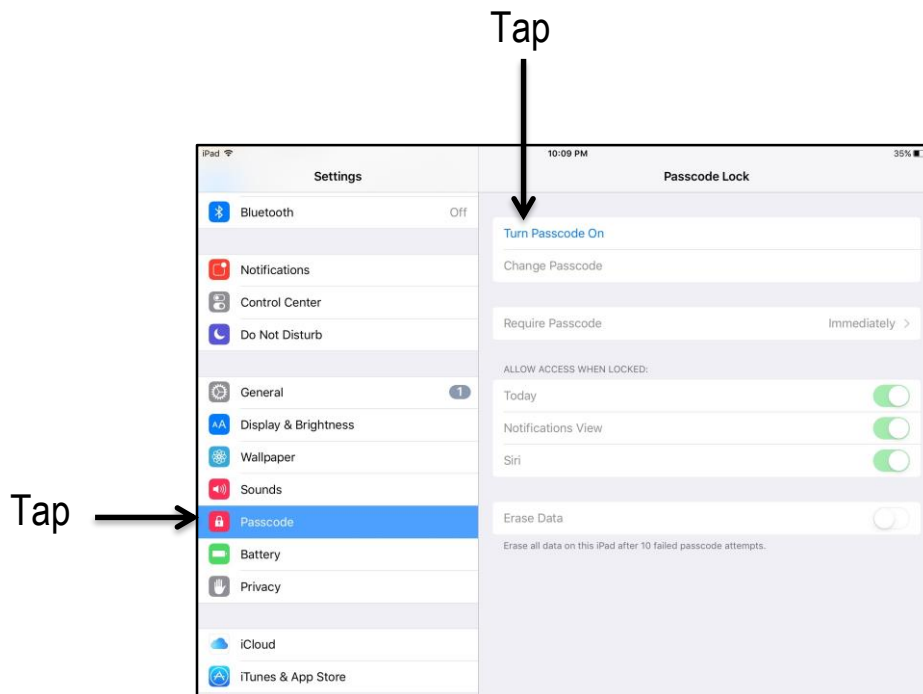 Tap
iPad 10:09 PM 35%
Settings
Passcode Lock
Bluetooth Off
Notifications
Control Center
Do Not Disturb
General 1
AA Display & Brightness
Wallpaper
Sounds
Tap
Passcode
Battery
Privacy
iCloud
iTunes & App Store
Turn Passcode On
Change Passcode
Require Passcode Immediately
ALLOW ACCESS WHEN LOCKED:
Today
Notifications View
Siri
Erase Data
Erase all data on this iPad after 10 failed passcode attempts.